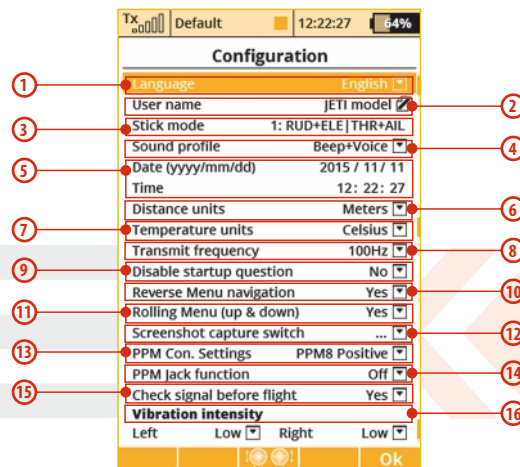 Tx Default 12:22:27 64%
Configuration
1 Language English
User name JETI model 2
3 Stick mode 1: RUD+ELE|THR+AIL
Sound profile Beep+Voice 4
5 Date (yyyy/mm/dd) 2015 / 11/ 11
Time 12: 22: 27
Distance units Meters 6
7 Temperature units Celsius
Transmit frequency 100Hz 8
9 Disable startup question No
Reverse Menu navigation Yes 10
11 Rolling Menu (up & down) Yes
Screenshot capture switch ... 12
13 PPM Con. Settings PPM8 Positive
PPM Jack function Off 14
15 Check signal before flight Yes
Vibration intensity 16
Left Low Right Low
Ok